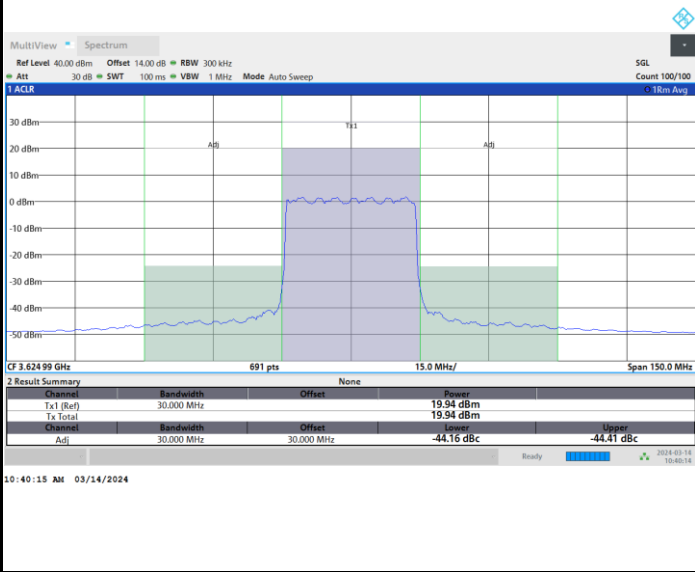 MultiView Spectrum
Ref Level 40.00 dBm Offset 14.00 dB RBW 300 kHz SGL
Att 30 dB SWT 100 ms VBW 1 MHz Mode Auto Sweep Count 100/100
1 ACLR 1Rm Avg
30 dBm
Tx1
20 dBm
Adj Adj
10 dBm
0 dBm
-10 dBm
-20 dBm
-30 dBm
-40 dBm
-50 dBm
CF 3.624 99 GHz 691 pts 15.0 MHz/ Span 150.0 MHz
2 Result Summary None
Channel Bandwidth Offset Power
Tx1 (Ref) 30.000 MHz 19.94 dBm
Tx Total 19.94 dBm
Channel Bandwidth Offset Lower Upper
Adj 30.000 MHz 30.000 MHz -44.16 dBc -44.41 dBc
Ready 2024-03-14
10:40:14
10:40:15 AM 03/14/2024